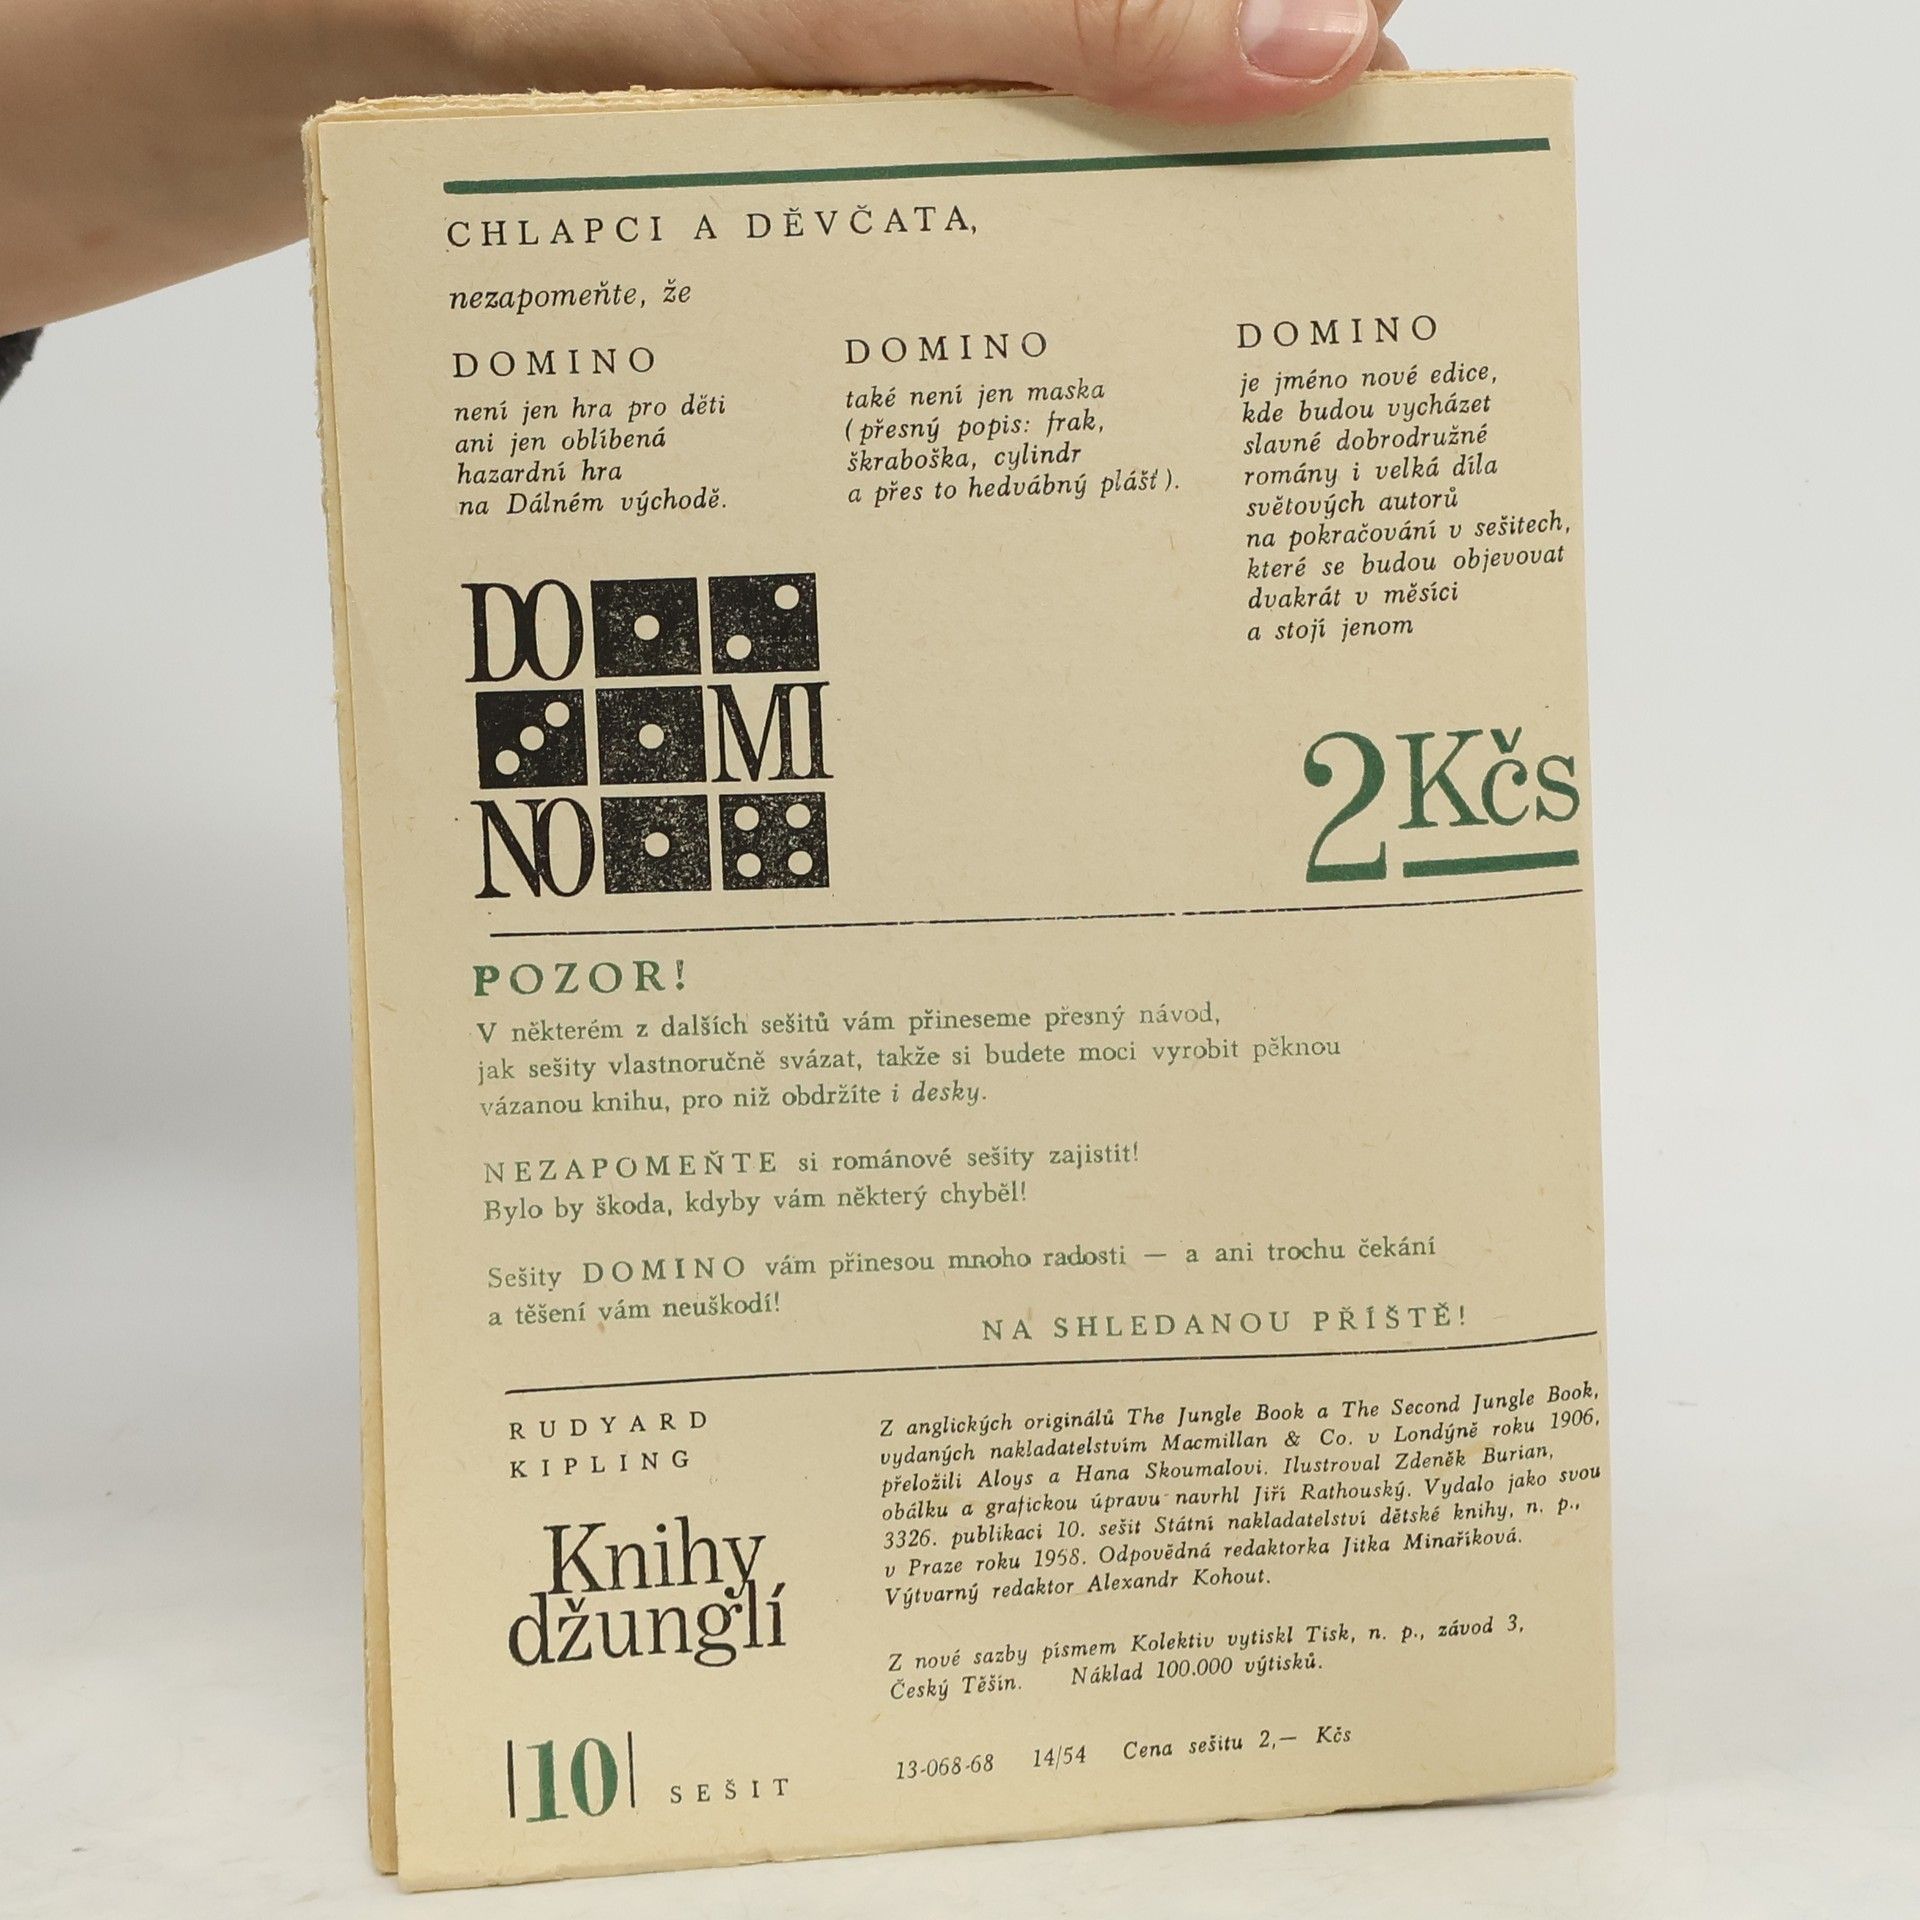 CHLAPCI A DĚVČATA,
nezapomeňte, že
DOMINO
není jen hra pro děti
ani jen oblíbená
hazardní hra
na Dálném východě.
DOMINO
také není jen maska
(přesný popis: frak,
škraboška, cylindr
a přes to hedvábný plášť).
DOMINO
je jméno nové edice,
kde budou vycházet
slavné dobrodružné
romány i velká díla
světových autorů
na pokračování v sešitech,
které se budou objevovat
dvakrát v měsíci
a stojí jenom
DO
MI
NO
2Kčs
POZOR!
V některém z dalších sešitů vám přineseme přesný návod,
jak sešity vlastnoručně svázat, takže si budete moci vyrobit pěknou
vázanou knihu, pro niž obdržíte i desky.
NEZAPOMEŇTE si románové sešity zajistit!
Bylo by škoda, kdyby vám některý chyběl!
Sešity DOMINO vám přinesou mnoho radosti — a ani trochu čekání
a těšení vám neuškodí!
NA SHLEDANOU PŘÍŠTĚ!
RUDYARD
KIPLING
Knihy
džunglí
|10| SEŠIT
Z anglických originálů The Jungle Book a The Second Jungle Book,
vydaných nakladatelstvím Macmillan & Co. v Londýně roku 1906,
přeložili Aloys a Hana Skoumalovi. Ilustroval Zdeněk Burian,
obálku a grafickou úpravu navrhl Jiří Rathouský. Vydalo jako svou
3326. publikaci 10. sešit Státní nakladatelství dětské knihy, n. p.,
v Praze roku 1968. Odpovědná redaktorka Jitka Minaříková.
Výtvarný redaktor Alexandr Kohout.
Z nové sazby písmem Kolektiv vytiskl Tisk, n. p., závod 3,
Český Těšín. Náklad 100.000 výtisků.
13-068-68 14/54 Cena sešitu 2,— Kčs